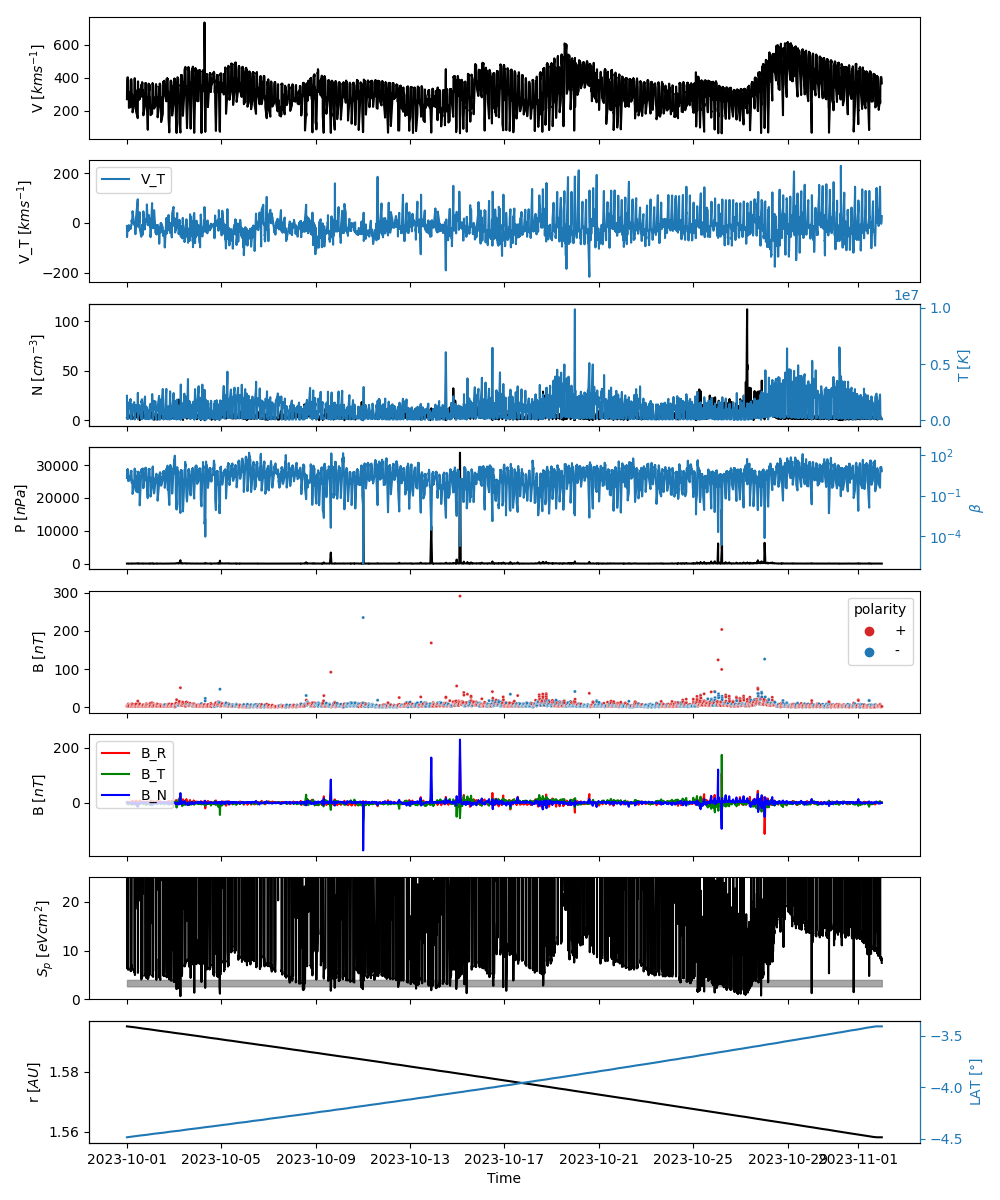 600
400
200
V [kms⁻¹]
V_T
200
0
−200
V_T [kms⁻¹]
1e7
100
50
0
N [cm⁻³]
1.0
0.5
0.0
T [K]
30000
20000
10000
0
P [nPa]
10²
10⁻¹
10⁻⁴
β
300
200
100
0
B [nT]
polarity
+
-
200
0
B [nT]
B_R
B_T
B_N
20
10
0
Sₚ [eVcm²]
1.58
1.56
r [AU]
−3.5
−4.0
−4.5
LAT [°]
2023-10-01 2023-10-05 2023-10-09 2023-10-13 2023-10-17 2023-10-21 2023-10-25 2023-10-29 2023-11-01
Time